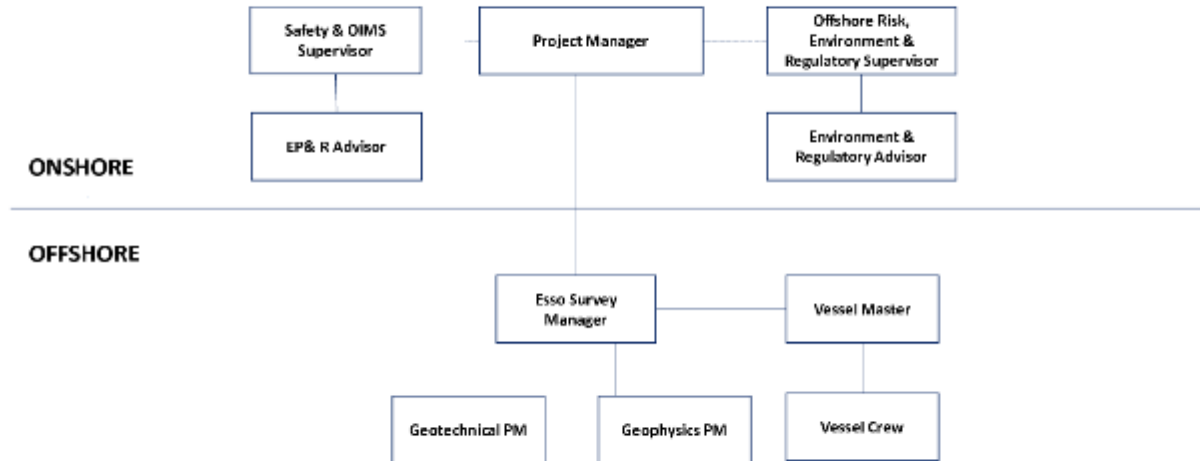 Safety & OIMS
Supervisor
Project Manager
Offshore Risk,
Environment &
Regulatory Supervisor
EP& R Advisor
Environment &
Regulatory Advisor
ONSHORE
OFFSHORE
Esso Survey
Manager
Vessel Master
Geotechnical PM
Geophysics PM
Vessel Crew